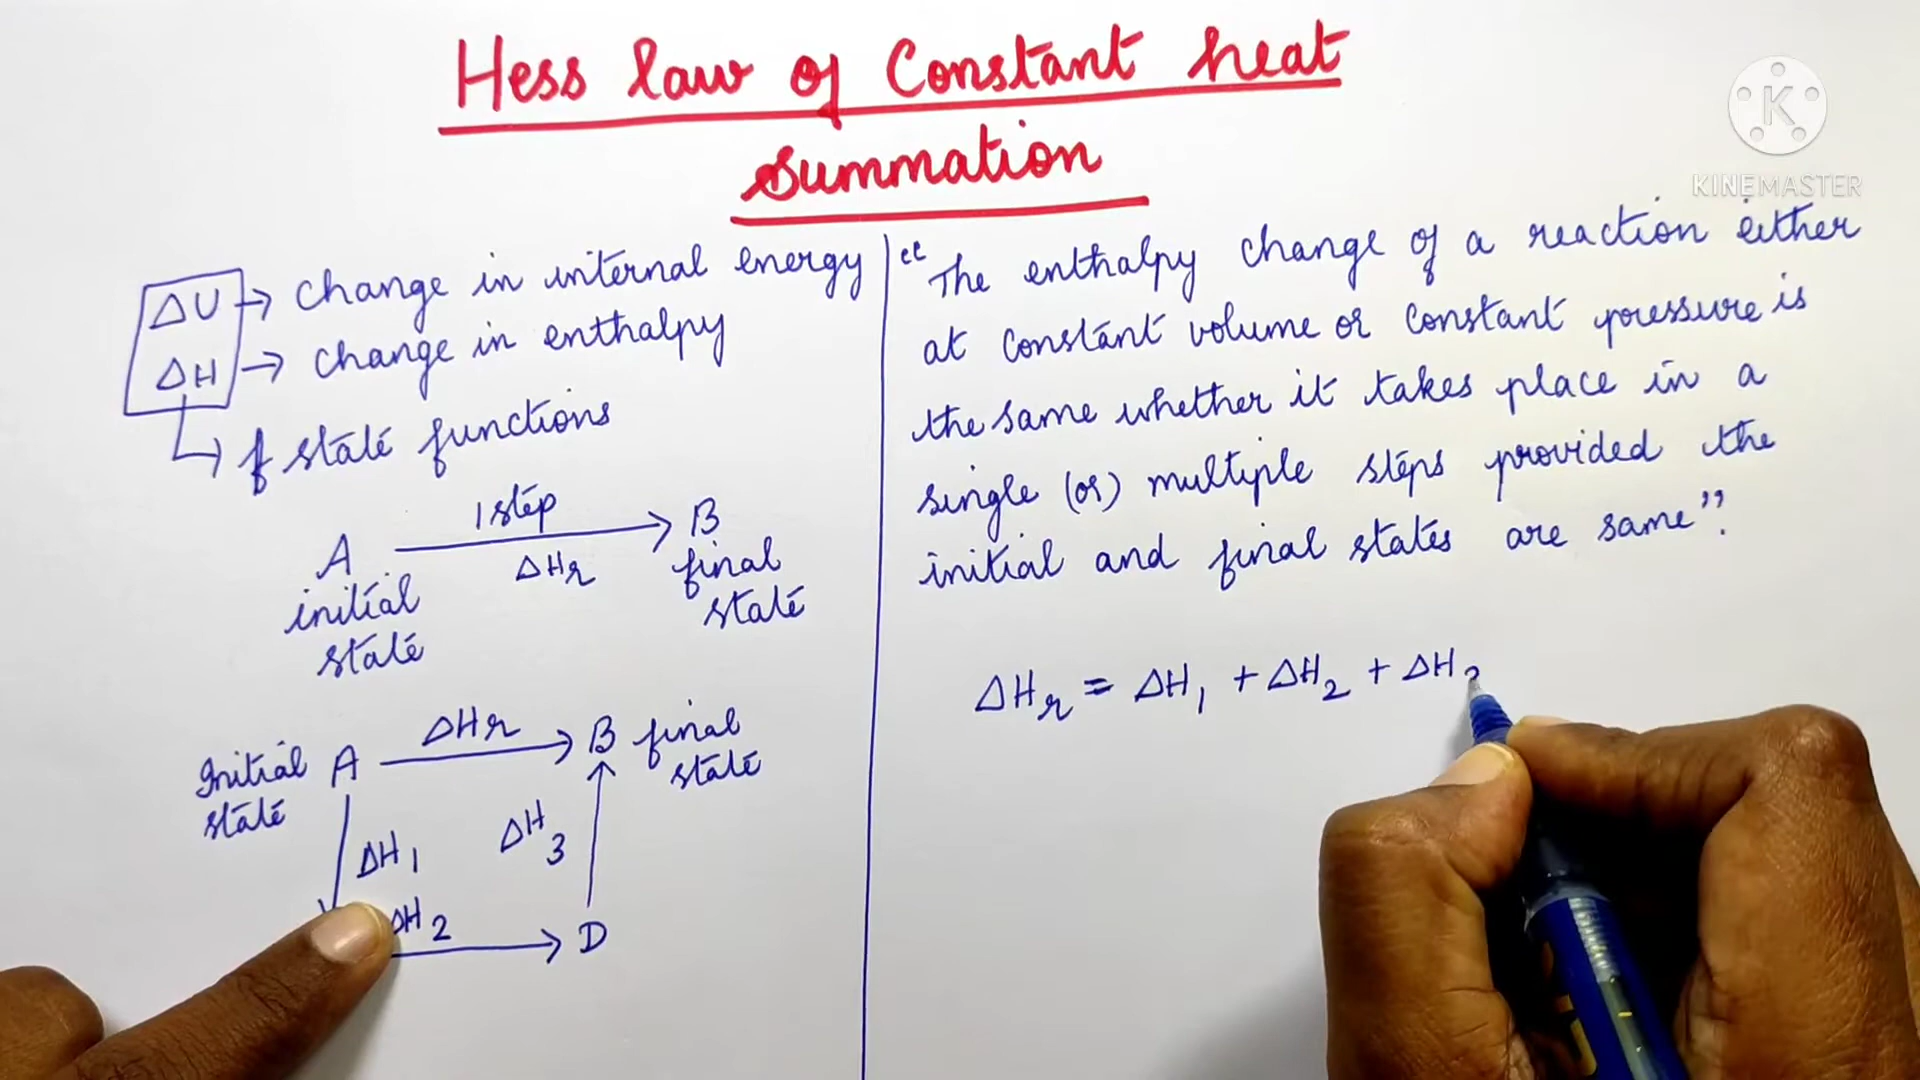 Hess law of Constant heat
summation
K
KINEMASTER
ΔU → change in internal energy
ΔH → change in enthalpy
state functions
1 step
A → B
ΔHr
initial
state
final
state
Initial
state
A → B
ΔHr
final
state
ΔH1
ΔH3
ΔH2
→ D
"The enthalpy change of a reaction either
at constant volume or constant pressure is
the same whether it takes place in a
single (or) multiple steps provided the
initial and final states are same".
ΔHr = ΔH1 + ΔH2 + ΔH